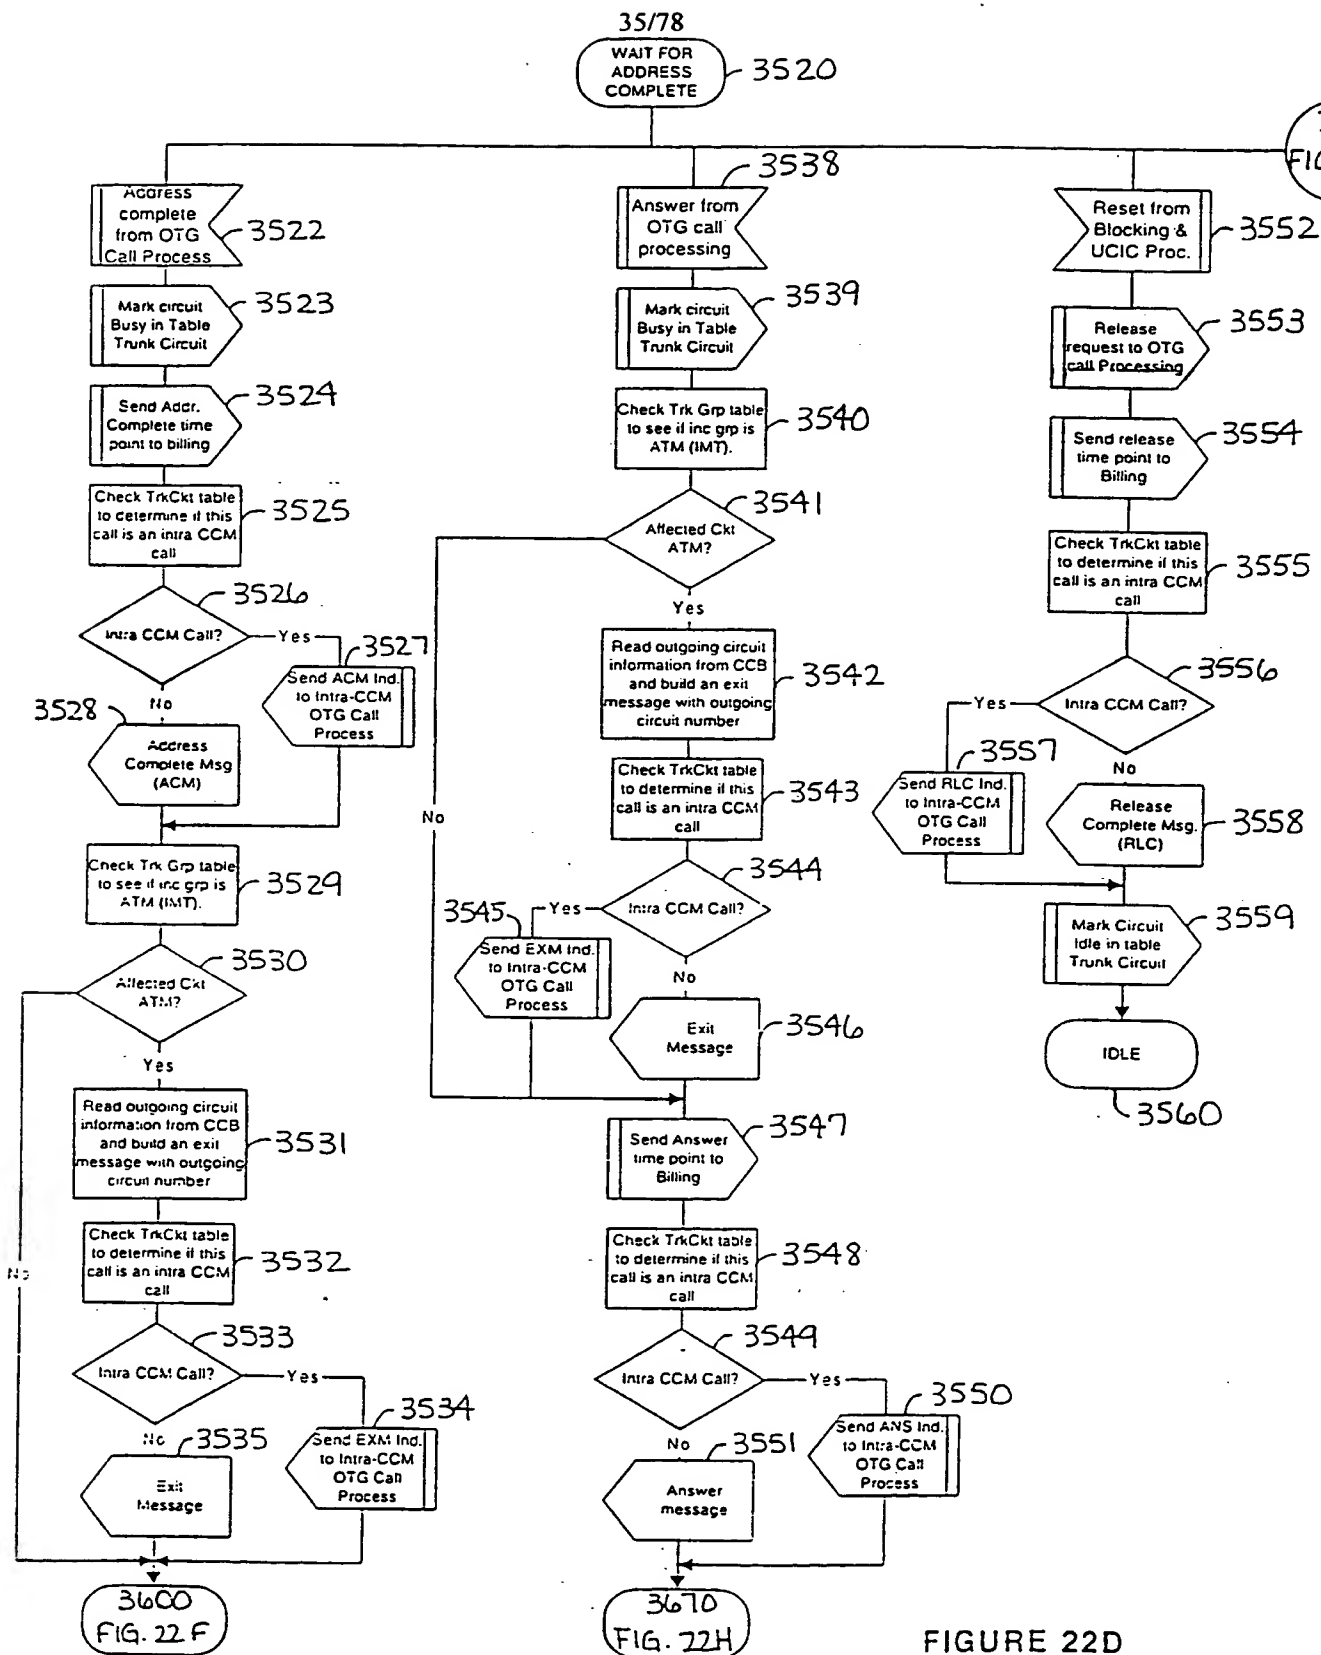 35/78
WAIT FOR
ADDRESS
COMPLETE
3520
FIG
Address
complete
from OTG
Call Process
3522
Mark circuit
Busy in Table
Trunk Circuit
3523
Send Addr.
Complete time
point to billing
3524
Check TrkCkt table
to determine if this
call is an intra CCM
call
3525
Intra CCM Call?
3526
Yes
Send ACM Ind.
to Intra-CCM
OTG Call
Process
3527
No
3528
Address
Complete Msg
(ACM)
Check Trk Grp table
to see if inc grp is
ATM (IMT).
3529
Affected Ckt
ATM?
3530
No
Yes
Read outgoing circuit
information from CCB
and build an exit
message with outgoing
circuit number
3531
Check TrkCkt table
to determine if this
call is an intra CCM
call
3532
Intra CCM Call?
3533
Yes
Send EXM Ind.
to Intra-CCM
OTG Call
Process
3534
No
3535
Exit
Message
3600
FIG. 22F
Answer from
OTG call
processing
3538
Mark circuit
Busy in Table
Trunk Circuit
3539
Check Trk Grp table
to see if inc grp is
ATM (IMT).
3540
Affected Ckt
ATM?
3541
No
Yes
Read outgoing circuit
information from CCB
and build an exit
message with outgoing
circuit number
3542
Check TrkCkt table
to determine if this
call is an intra CCM
call
3543
Intra CCM Call?
3544
Yes
3545
Send EXM Ind.
to Intra-CCM
OTG Call
Process
No
Exit
Message
3546
Send Answer
time point to
Billing
3547
Check TrkCkt table
to determine if this
call is an intra CCM
call
3548
Intra CCM Call?
3549
Yes
Send ANS Ind.
to Intra-CCM
OTG Call
Process
3550
No
3551
Answer
message
3670
FIG. 22H
Reset from
Blocking &
UCIC Proc.
3552
Release
request to OTG
call Processing
3553
Send release
time point to
Billing
3554
Check TrkCkt table
to determine if this
call is an intra CCM
call
3555
Intra CCM Call?
3556
Yes
3557
Send RLC Ind.
to Intra-CCM
OTG Call
Process
No
Release
Complete Msg.
(RLC)
3558
Mark Circuit
Idle in table
Trunk Circuit
3559
IDLE
3560
FIGURE 22D